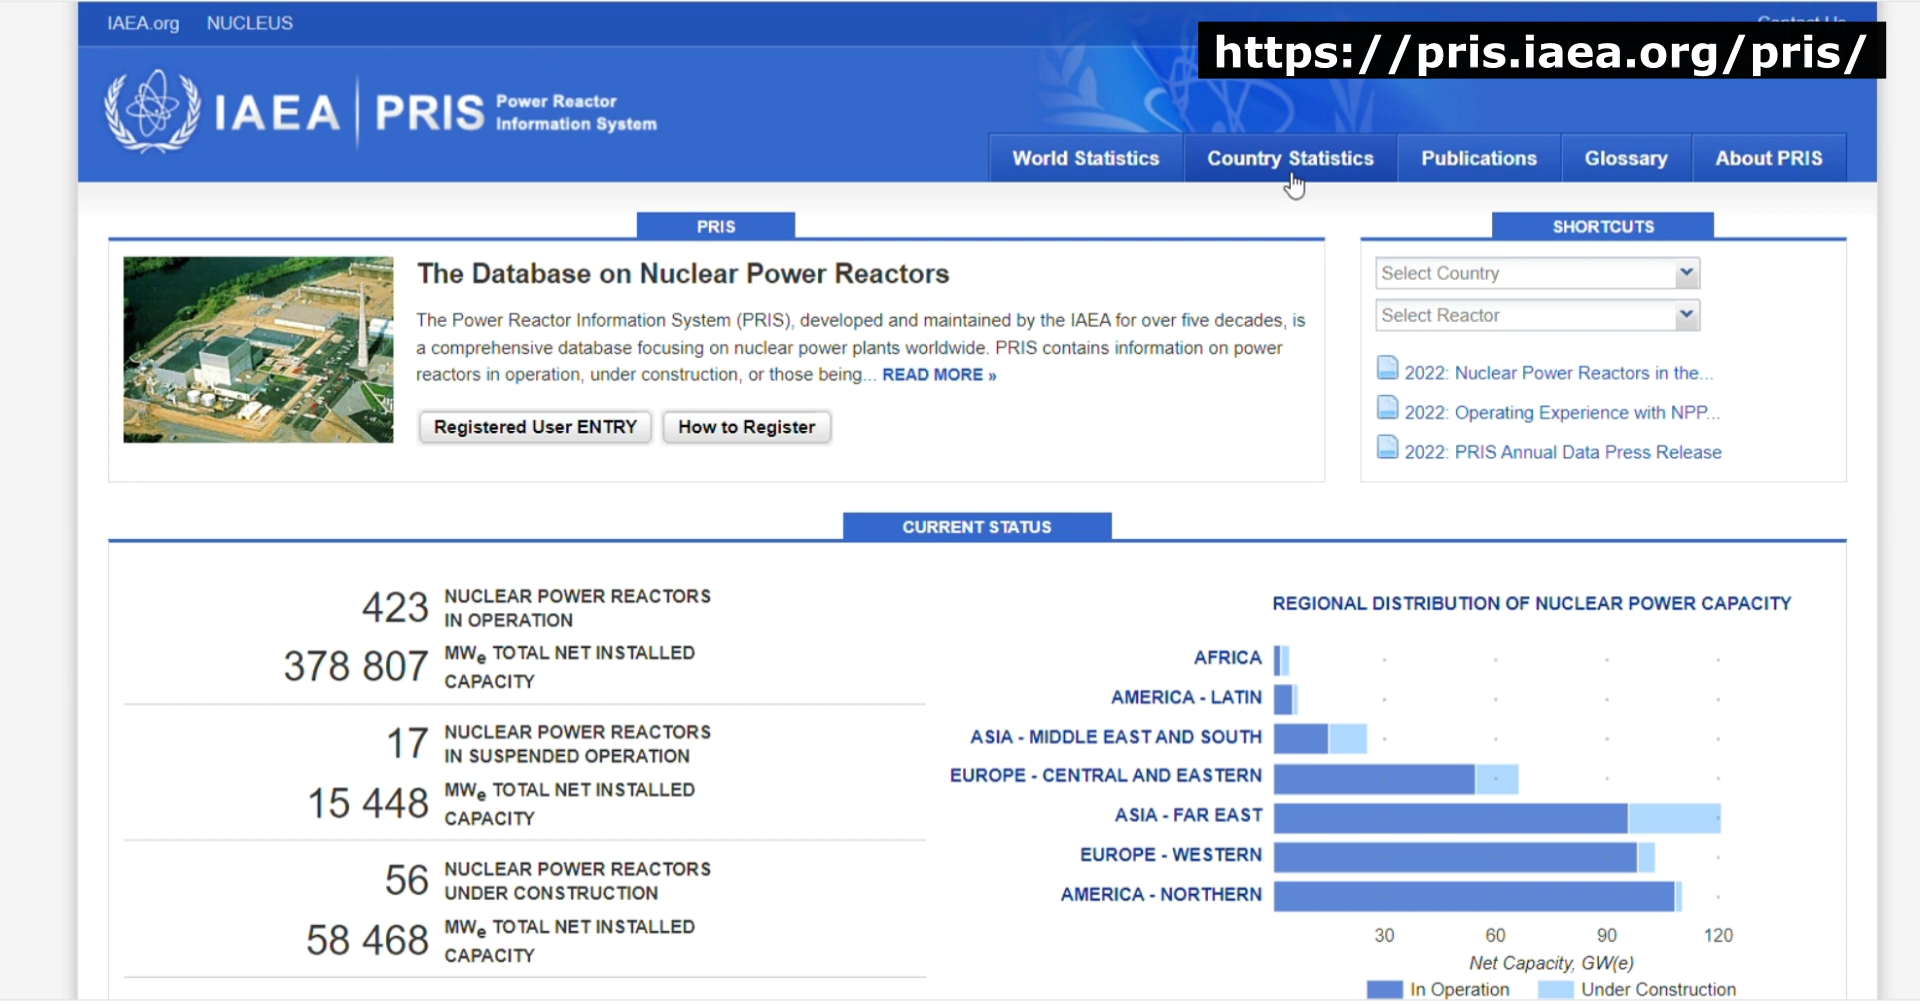 IAEA.org NUCLEUS
Contact Us
https://pris.iaea.org/pris/
IAEA PRIS Power Reactor
Information System
World Statistics Country Statistics Publications Glossary About PRIS
PRIS
The Database on Nuclear Power Reactors
The Power Reactor Information System (PRIS), developed and maintained by the IAEA for over five decades, is
a comprehensive database focusing on nuclear power plants worldwide. PRIS contains information on power
reactors in operation, under construction, or those being... READ MORE »
Registered User ENTRY How to Register
SHORTCUTS
Select Country
Select Reactor
2022: Nuclear Power Reactors in the...
2022: Operating Experience with NPP...
2022: PRIS Annual Data Press Release
CURRENT STATUS
423 NUCLEAR POWER REACTORS
IN OPERATION
378 807 MWe TOTAL NET INSTALLED
CAPACITY
17 NUCLEAR POWER REACTORS
IN SUSPENDED OPERATION
15 448 MWe TOTAL NET INSTALLED
CAPACITY
56 NUCLEAR POWER REACTORS
UNDER CONSTRUCTION
58 468 MWe TOTAL NET INSTALLED
CAPACITY
REGIONAL DISTRIBUTION OF NUCLEAR POWER CAPACITY
AFRICA
AMERICA - LATIN
ASIA - MIDDLE EAST AND SOUTH
EUROPE - CENTRAL AND EASTERN
ASIA - FAR EAST
EUROPE - WESTERN
AMERICA - NORTHERN
30 60 90 120
Net Capacity, GW(e)
In Operation Under Construction